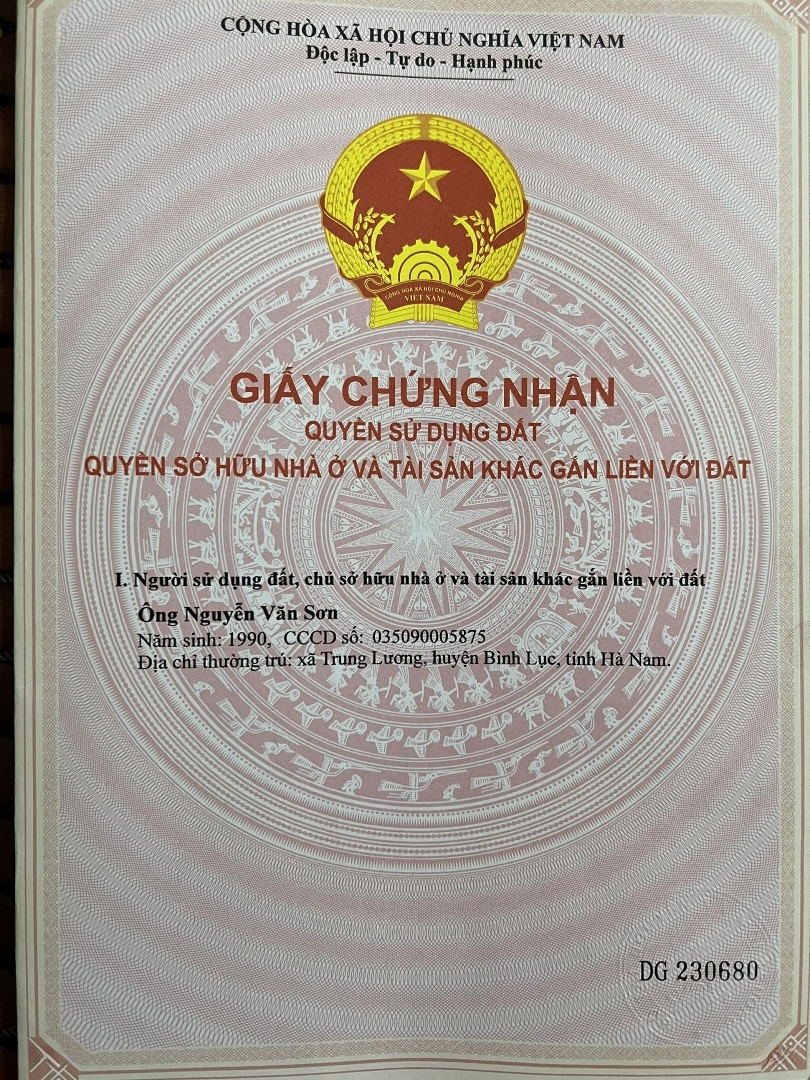 CỘNG HÒA XÃ HỘI CHỦ NGHĨA VIỆT NAM
Độc lập - Tự do - Hạnh phúc
CỘNG HÒA XÃ HỘI CHỦ NGHĨA
VIỆT NAM
GIẤY CHỨNG NHẬN
QUYỀN SỬ DỤNG ĐẤT
QUYỀN SỞ HỮU NHÀ Ở VÀ TÀI SẢN KHÁC GẮN LIỀN VỚI ĐẤT
I. Người sử dụng đất, chủ sở hữu nhà ở và tài sản khác gắn liền với đất
Ông Nguyễn Văn Sơn
Năm sinh: 1990, CCCD số: 035090005875
Địa chỉ thường trú: xã Trung Lương, huyện Bình Lục, tỉnh Hà Nam.
DG 230680